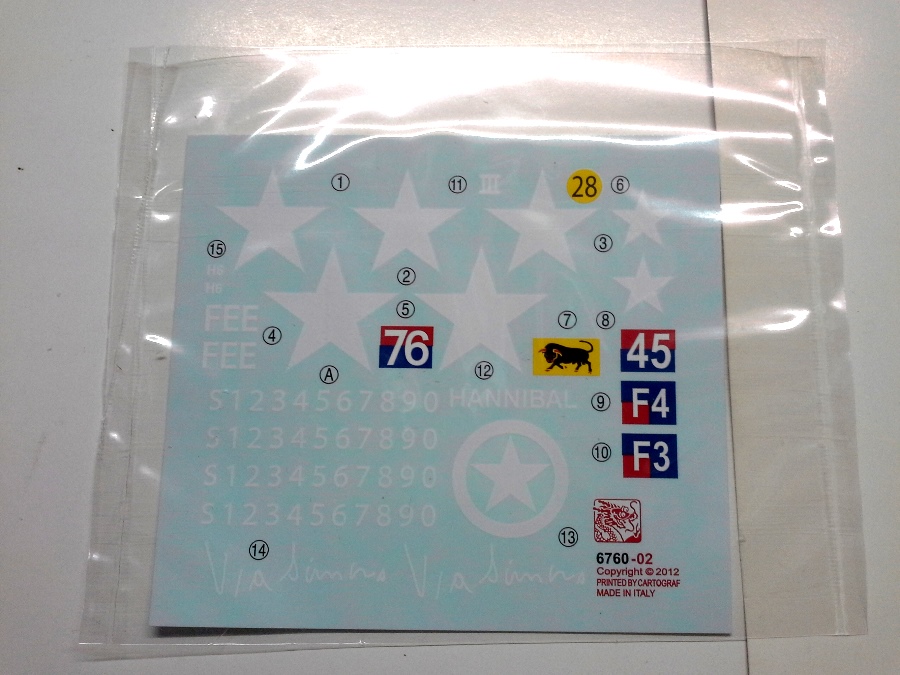 ① ⑪ III 28 ⑥
⑮ ③
H6
H6
②
FEE ⑤ ⑦ ⑧
④ 76 45
FEE
Ⓐ ⑫
S1234567890 HANNIBAL ⑨ F4
S1234567890
⑩ F3
S1234567890
S1234567890
⑭ ⑬
6760-02
Copyright © 2012
PRINTED BY CARTOGRAF
MADE IN ITALY